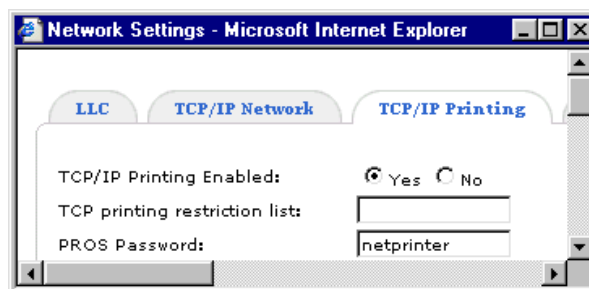 Network Settings - Microsoft Internet Explorer
LLC TCP/IP Network TCP/IP Printing
TCP/IP Printing Enabled: Yes No
TCP printing restriction list:
PROS Password: netprinter